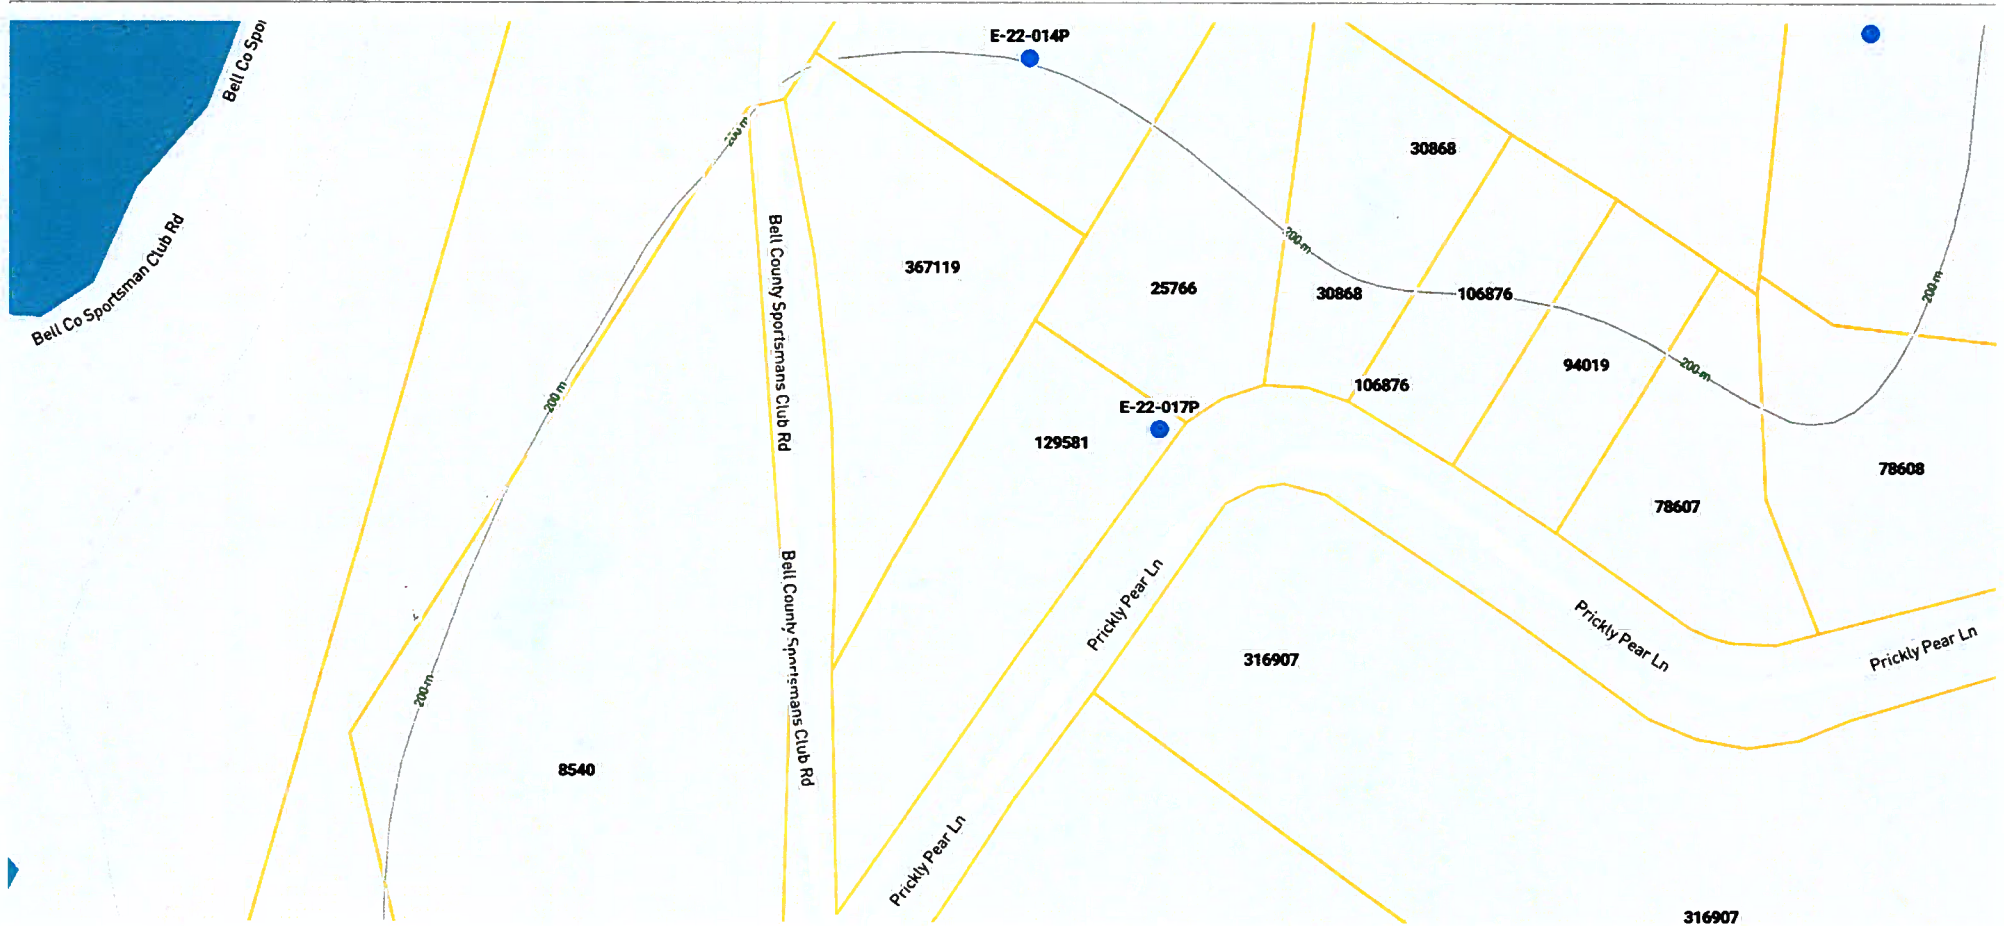 Bell Co Spor
E-22-014P
200 m
30868
Bell Co Sportsman Club Rd
Bell County Sportsmans Club Rd
367119
25766
200 m
30868
106876
200 m
94019
200 m
106876
200 m
E-22-017P
129581
78608
78607
Bell County Sportsmans Club Rd
Prickly Pear Ln
Prickly Pear Ln
Prickly Pear Ln
316907
200 m
8540
Prickly Pear Ln
316907